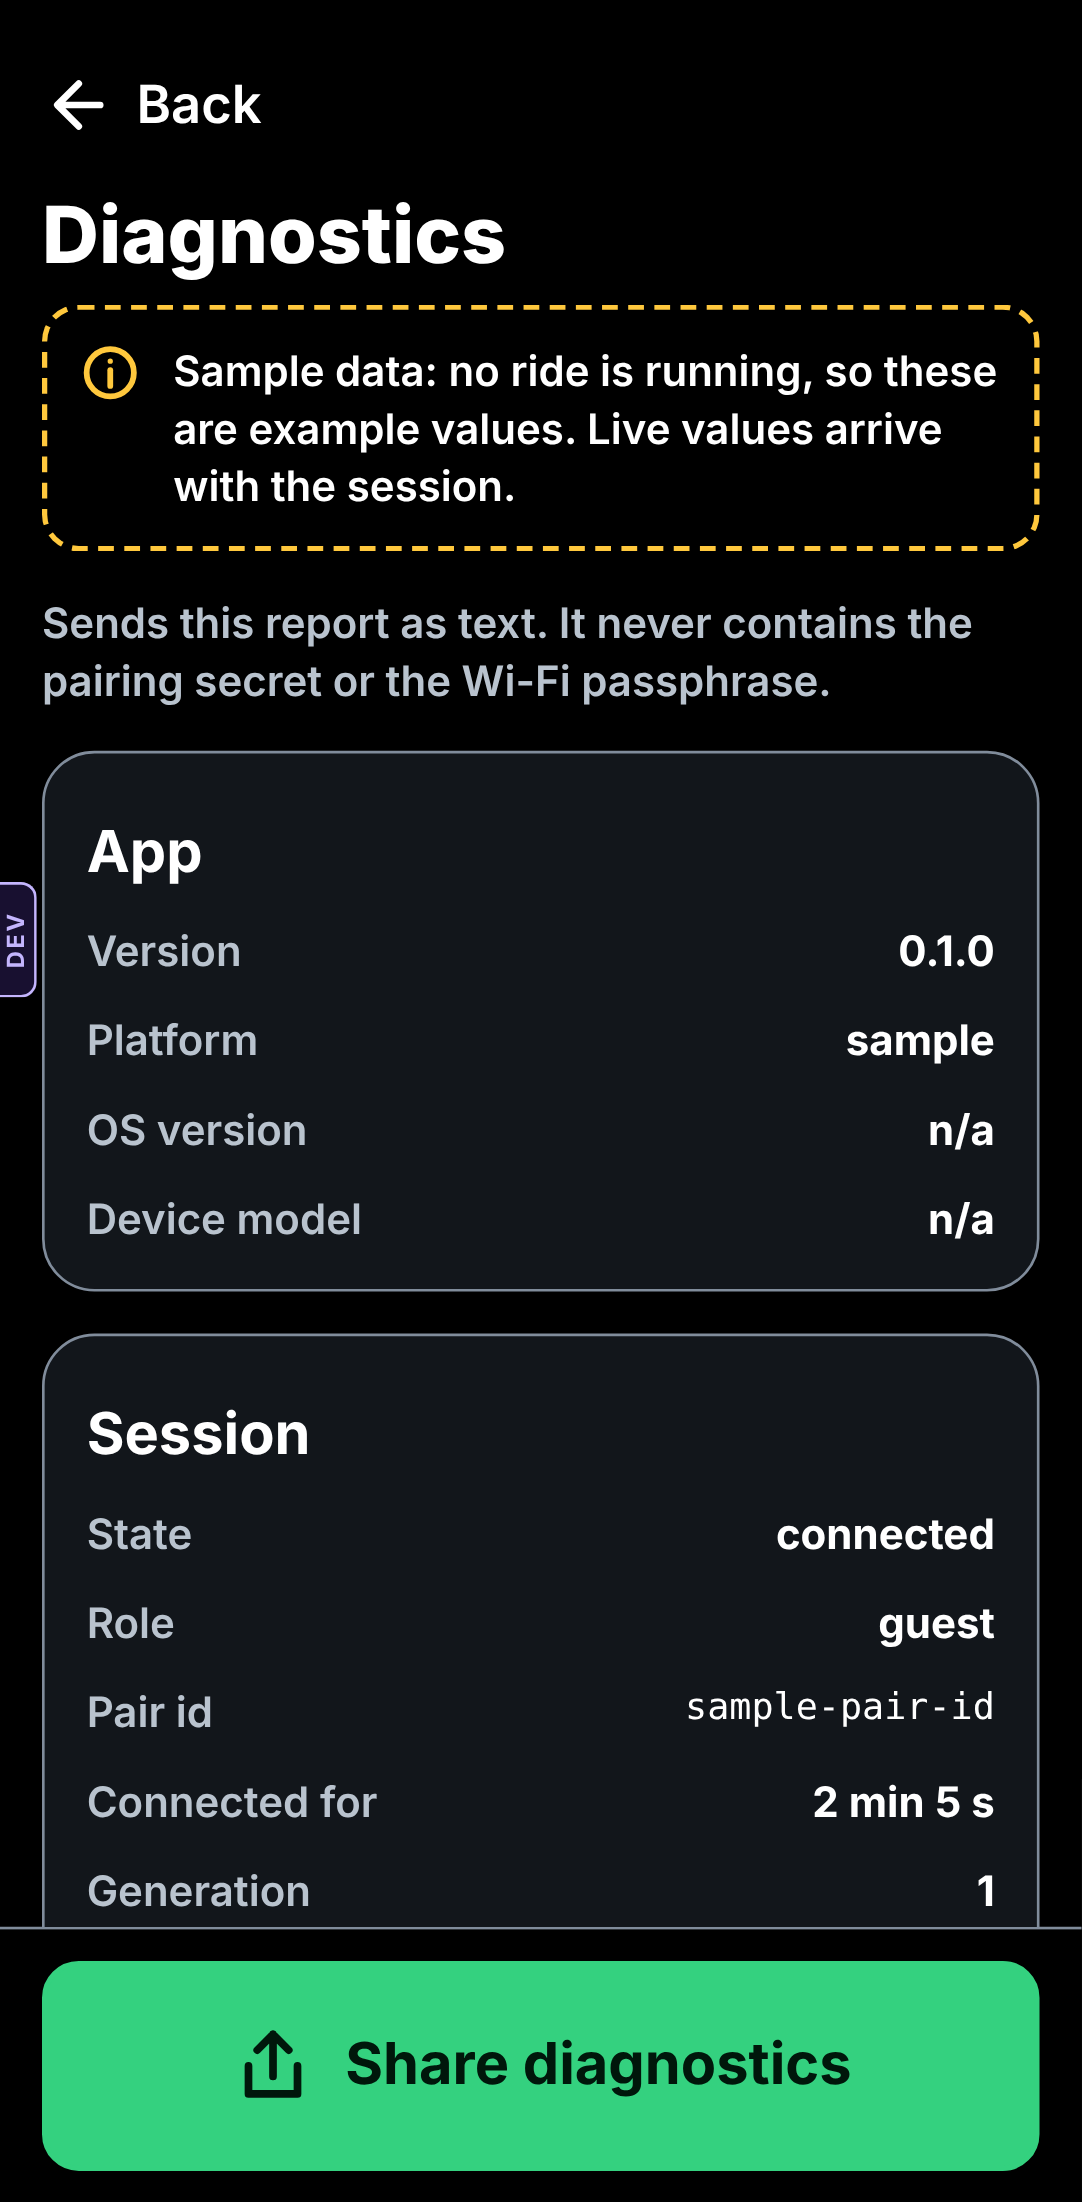 Back
Diagnostics
Sample data: no ride is running, so these
are example values. Live values arrive
with the session.
Sends this report as text. It never contains the
pairing secret or the Wi-Fi passphrase.
App
DEV
Version 0.1.0
Platform sample
OS version n/a
Device model n/a
Session
State connected
Role guest
Pair id sample-pair-id
Connected for 2 min 5 s
Generation 1
Share diagnostics